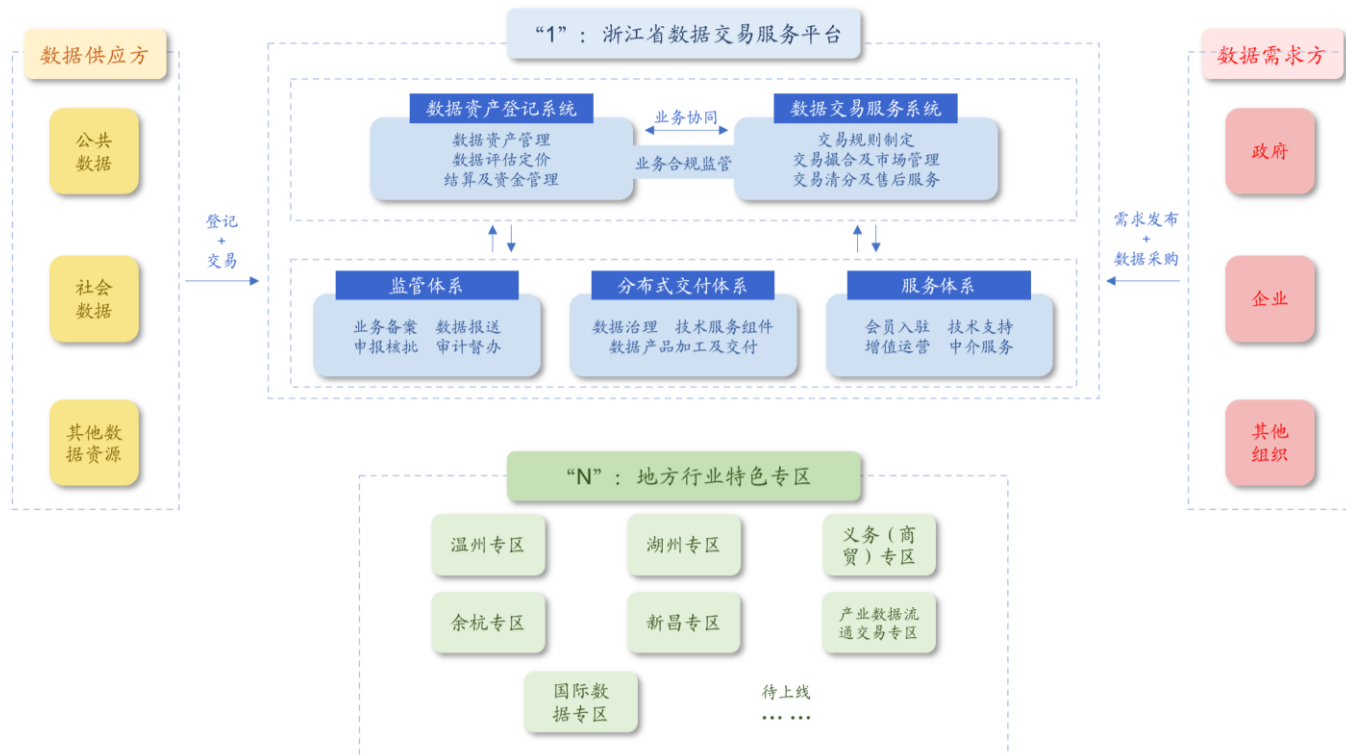 数据供应方
公共
数据
社会
数据
其他数
据资源
登记
+
交易
“1”：浙江省数据交易服务平台
数据资产登记系统
数据资产管理
数据评估定价
结算及资金管理
业务协同
业务合规监管
数据交易服务系统
交易规则制定
交易撮合及市场管理
交易清分及售后服务
监管体系
业务备案 数据报送
申报核批 审计督办
分布式交付体系
数据治理 技术服务组件
数据产品加工及交付
服务体系
会员入驻 技术支持
增值运营 中介服务
需求发布
+
数据采购
数据需求方
政府
企业
其他
组织
“N”：地方行业特色专区
温州专区
湖州专区
义务（商
贸）专区
余杭专区
新昌专区
产业数据流
通交易专区
国际数
据专区
待上线
… …